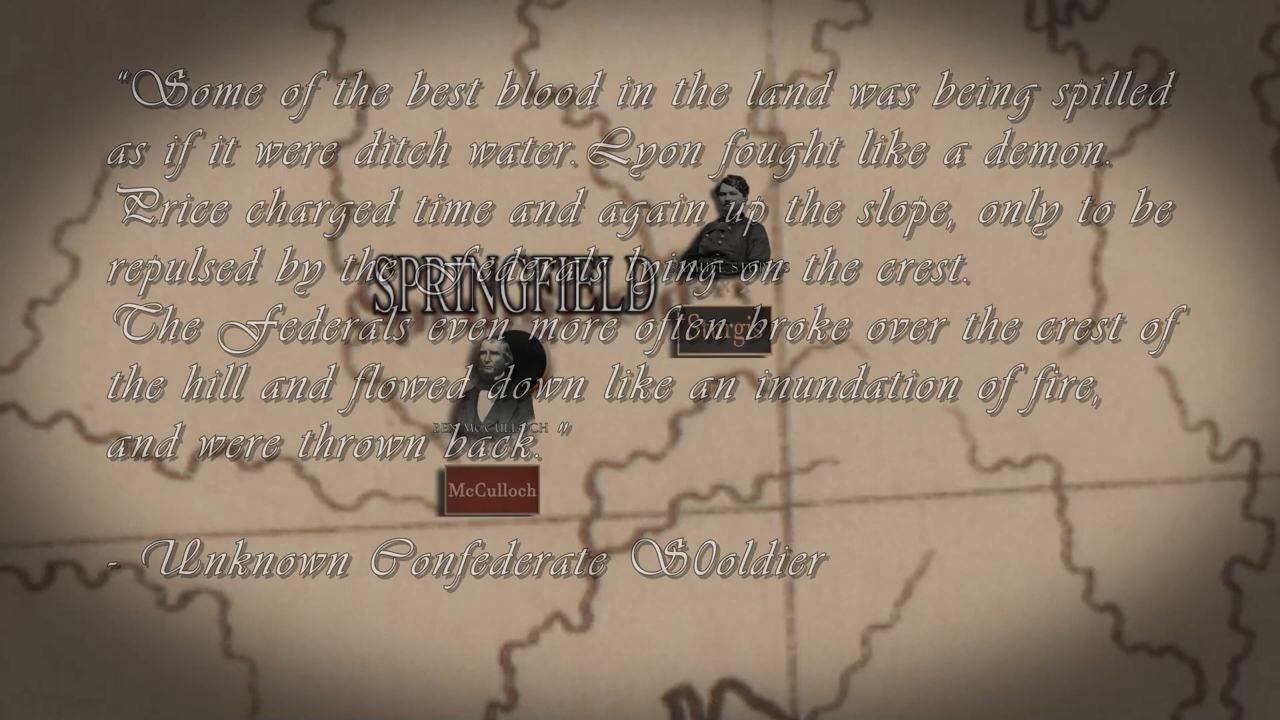 "Some of the best blood in the land was being spilled
as if it were ditch water. Lyon fought like a demon.
Price charged time and again up the slope, only to be
repulsed by the Federals lying on the crest.
SPRINGFIELD
The Federals even more often broke over the crest of
Sturgis
the hill and flowed down like an inundation of fire,
and were thrown back."
BEN McCULLOCH
McCulloch
- Unknown Confederate S0oldier